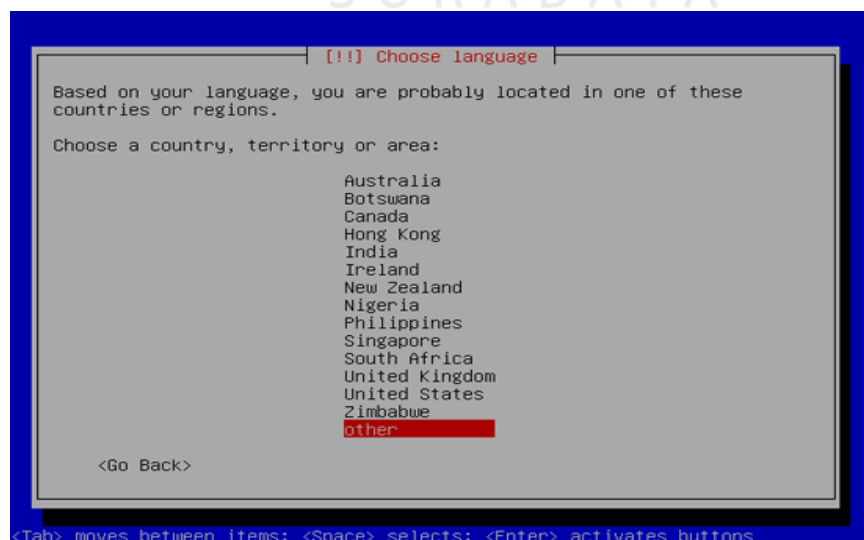 SURABAYA
[!!] Choose language
Based on your language, you are probably located in one of these
countries or regions.
Choose a country, territory or area:
Australia
Botswana
Canada
Hong Kong
India
Ireland
New Zealand
Nigeria
Philippines
Singapore
South Africa
United Kingdom
United States
Zimbabwe
other
<Go Back>
<Tab> moves between items; <Space> selects; <Enter> activates buttons